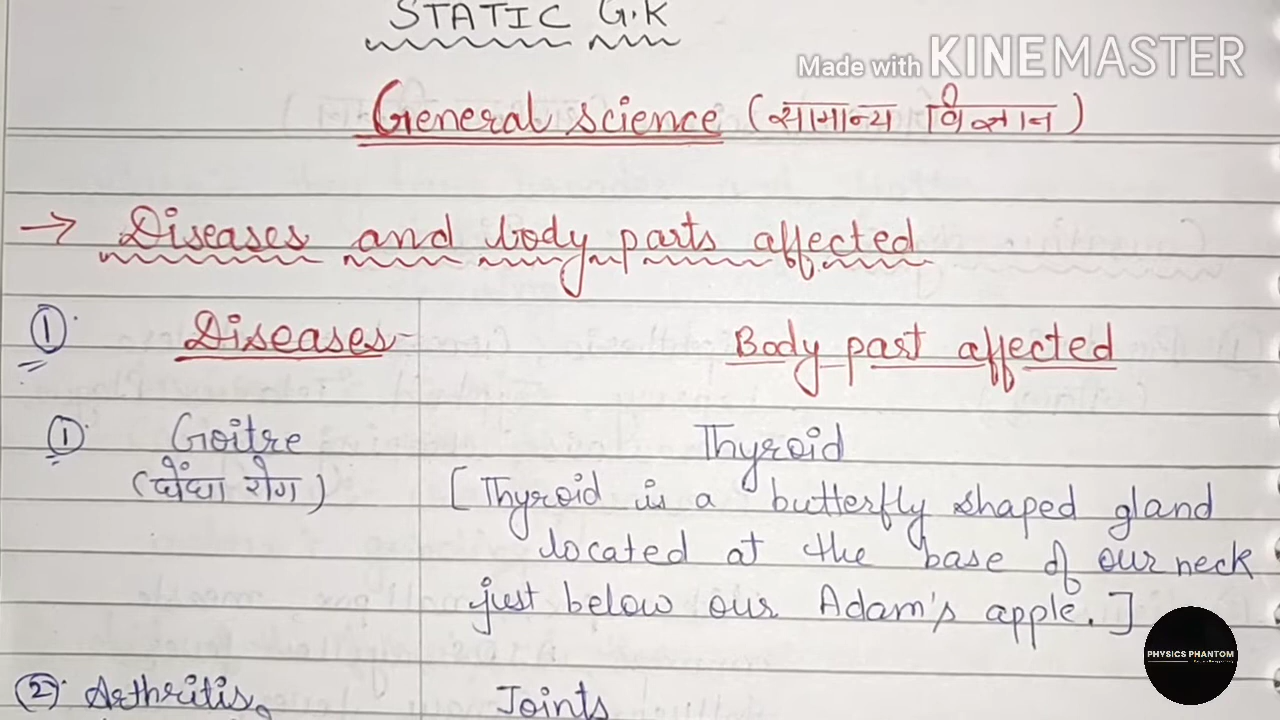 STATIC G.K
Made with KINEMASTER
General science (सामान्य विज्ञान)
→ Diseases and body parts affected
① Diseases- Body part affected
① Goitre Thyroid
(घेंघा रोग) [Thyroid is a butterfly shaped gland
located at the base of our neck
just below our Adam's apple.]
PHYSICS PHANTOM
② Arthritis Joints